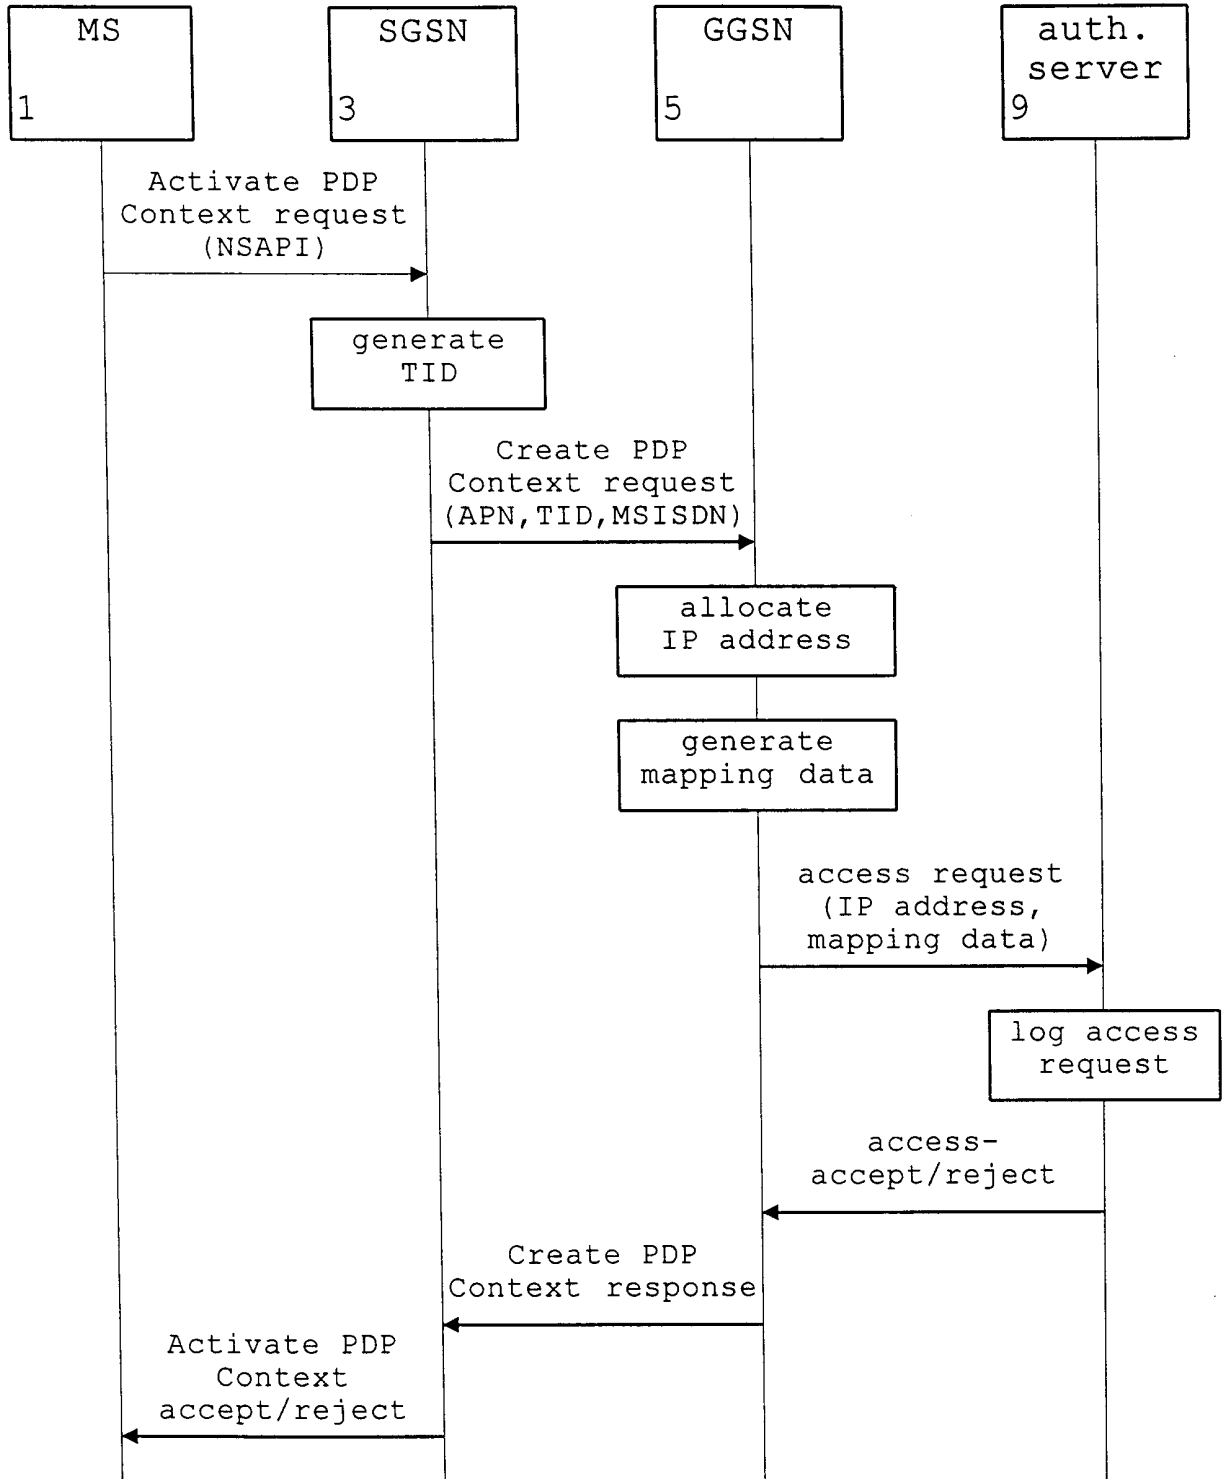 MS
1
SGSN
3
GGSN
5
auth.
server
9
Activate PDP
Context request
(NSAPI)
generate
TID
Create PDP
Context request
(APN,TID,MSISDN)
allocate
IP address
generate
mapping data
access request
(IP address,
mapping data)
log access
request
access-
accept/reject
Create PDP
Context response
Activate PDP
Context
accept/reject